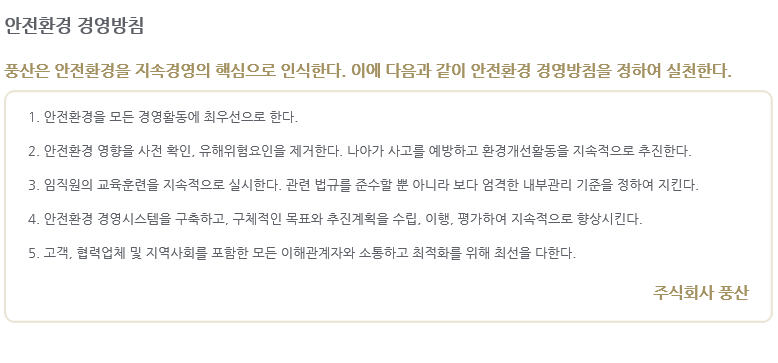 안전환경 경영방침
풍산은 안전환경을 지속경영의 핵심으로 인식한다. 이에 다음과 같이 안전환경 경영방침을 정하여 실천한다.
1. 안전환경을 모든 경영활동에 최우선으로 한다.
2. 안전환경 영향을 사전 확인, 유해위험요인을 제거한다. 나아가 사고를 예방하고 환경개선활동을 지속적으로 추진한다.
3. 임직원의 교육훈련을 지속적으로 실시한다. 관련 법규를 준수할 뿐 아니라 보다 엄격한 내부관리 기준을 정하여 지킨다.
4. 안전환경 경영시스템을 구축하고, 구체적인 목표와 추진계획을 수립, 이행, 평가하여 지속적으로 향상시킨다.
5. 고객, 협력업체 및 지역사회를 포함한 모든 이해관계자와 소통하고 최적화를 위해 최선을 다한다.
주식회사 풍산